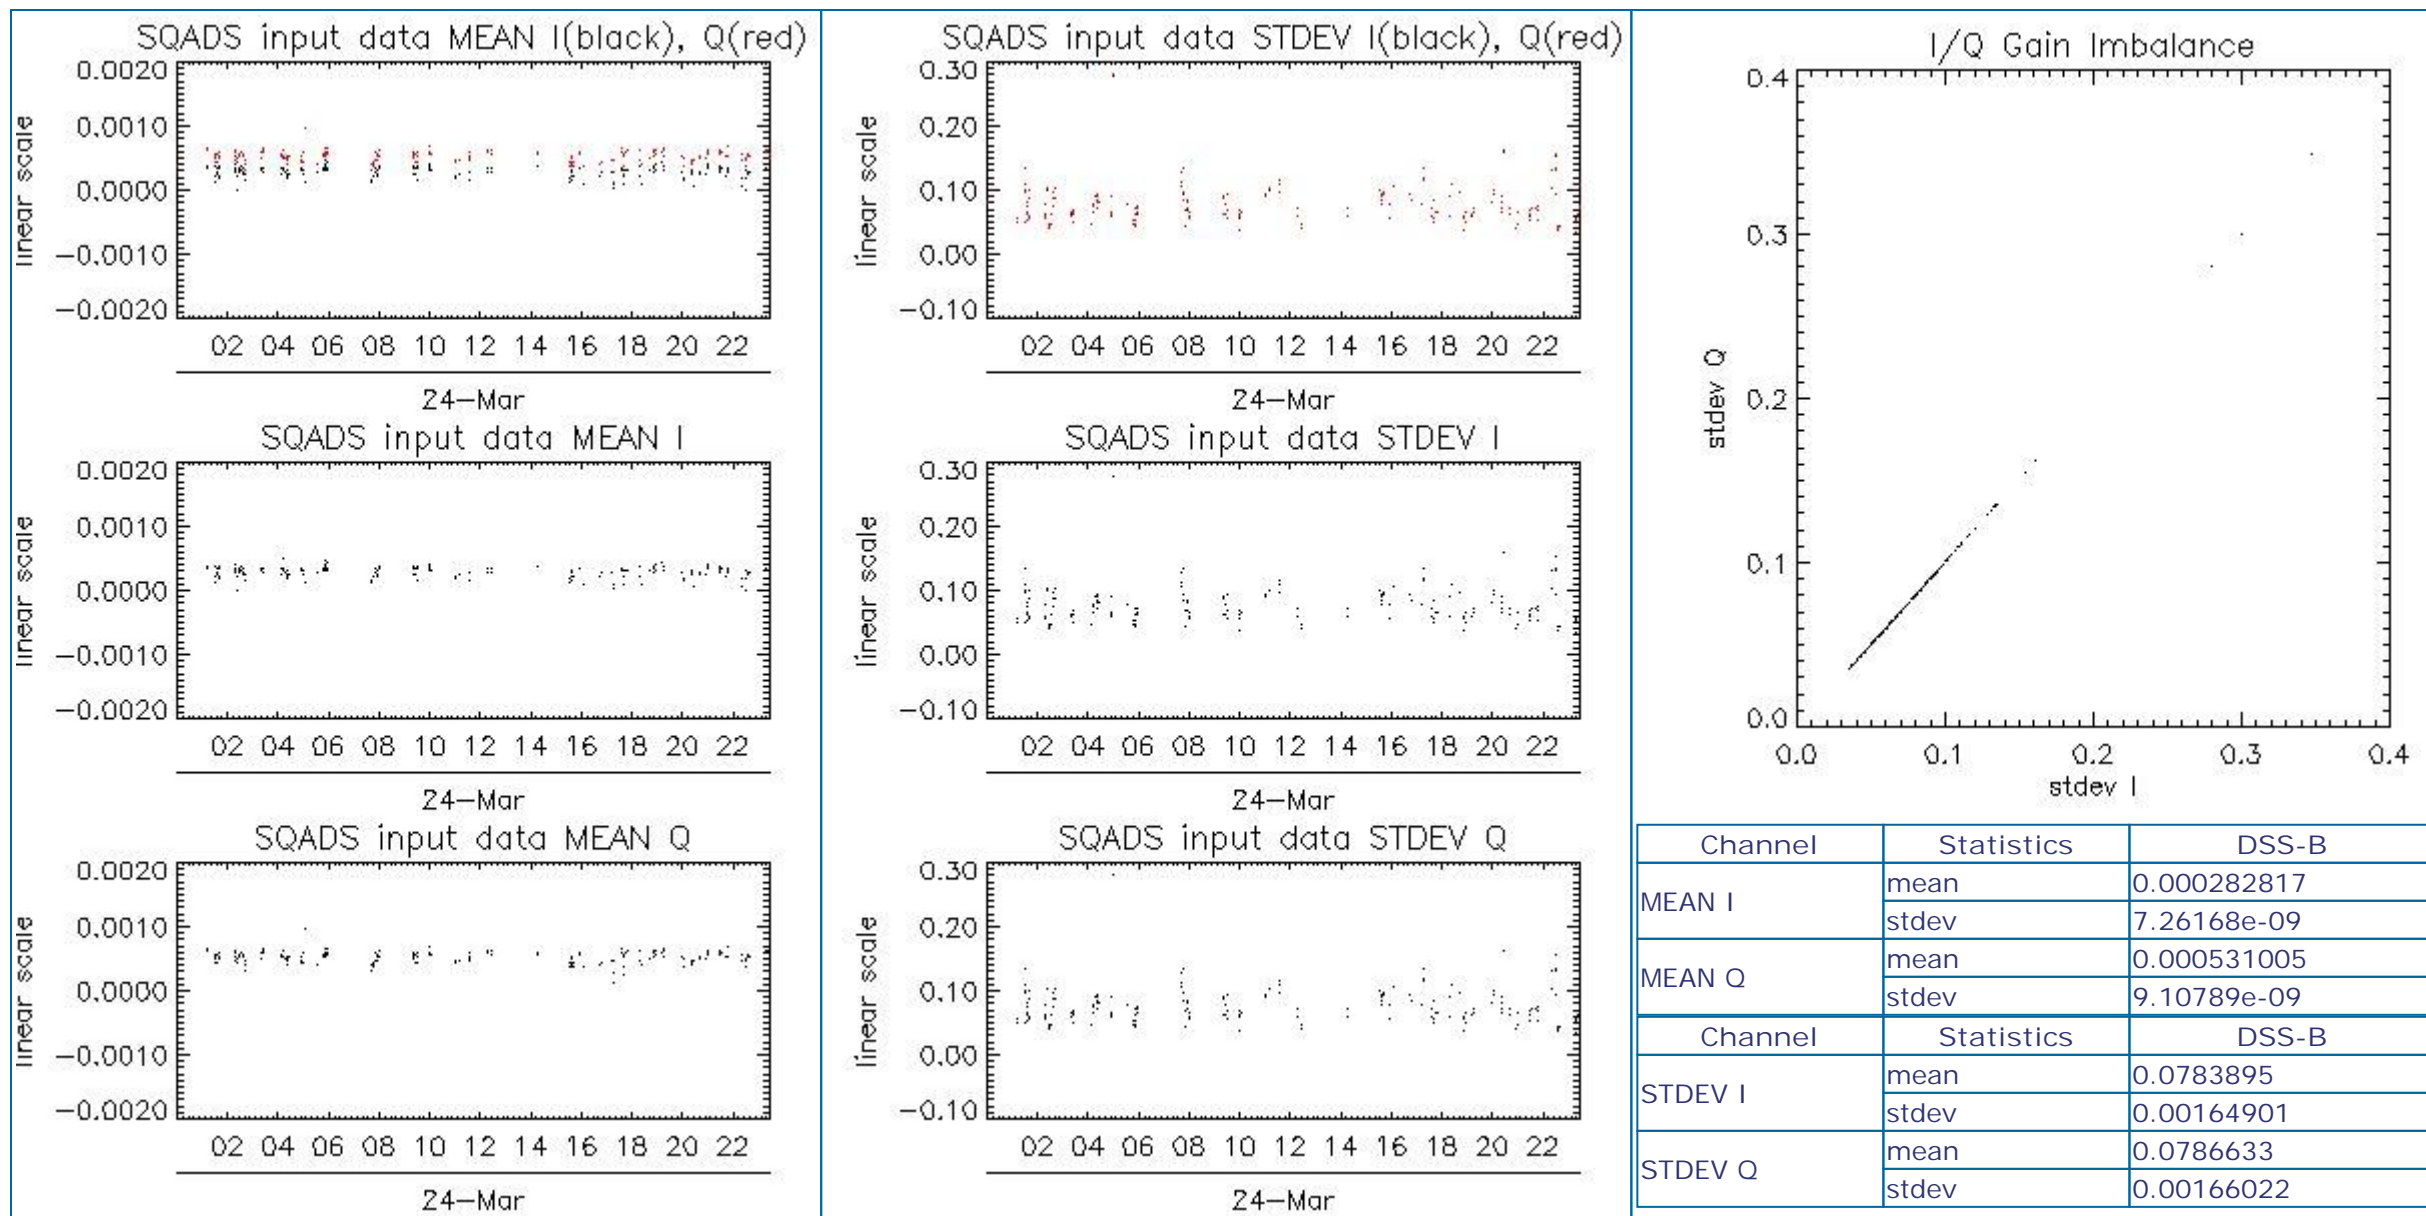 SQADS input data MEAN I(black), Q(red)
0.0020
0.0010
0.0000
−0.0010
−0.0020
linear scale
02 04 06 08 10 12 14 16 18 20 22
24−Mar
SQADS input data MEAN I
0.0020
0.0010
0.0000
−0.0010
−0.0020
linear scale
02 04 06 08 10 12 14 16 18 20 22
24−Mar
SQADS input data MEAN Q
0.0020
0.0010
0.0000
−0.0010
−0.0020
linear scale
02 04 06 08 10 12 14 16 18 20 22
24−Mar
SQADS input data STDEV I(black), Q(red)
0.30
0.20
0.10
0.00
−0.10
linear scale
02 04 06 08 10 12 14 16 18 20 22
24−Mar
SQADS input data STDEV I
0.30
0.20
0.10
0.00
−0.10
linear scale
02 04 06 08 10 12 14 16 18 20 22
24−Mar
SQADS input data STDEV Q
0.30
0.20
0.10
0.00
−0.10
linear scale
02 04 06 08 10 12 14 16 18 20 22
24−Mar
I/Q Gain Imbalance
0.4
0.3
0.2
0.1
0.0
stdev Q
0.0 0.1 0.2 0.3 0.4
stdev I
Channel Statistics DSS-B
MEAN I mean 0.000282817
stdev 7.26168e-09
MEAN Q mean 0.000531005
stdev 9.10789e-09
Channel Statistics DSS-B
STDEV I mean 0.0783895
stdev 0.00164901
STDEV Q mean 0.0786633
stdev 0.00166022